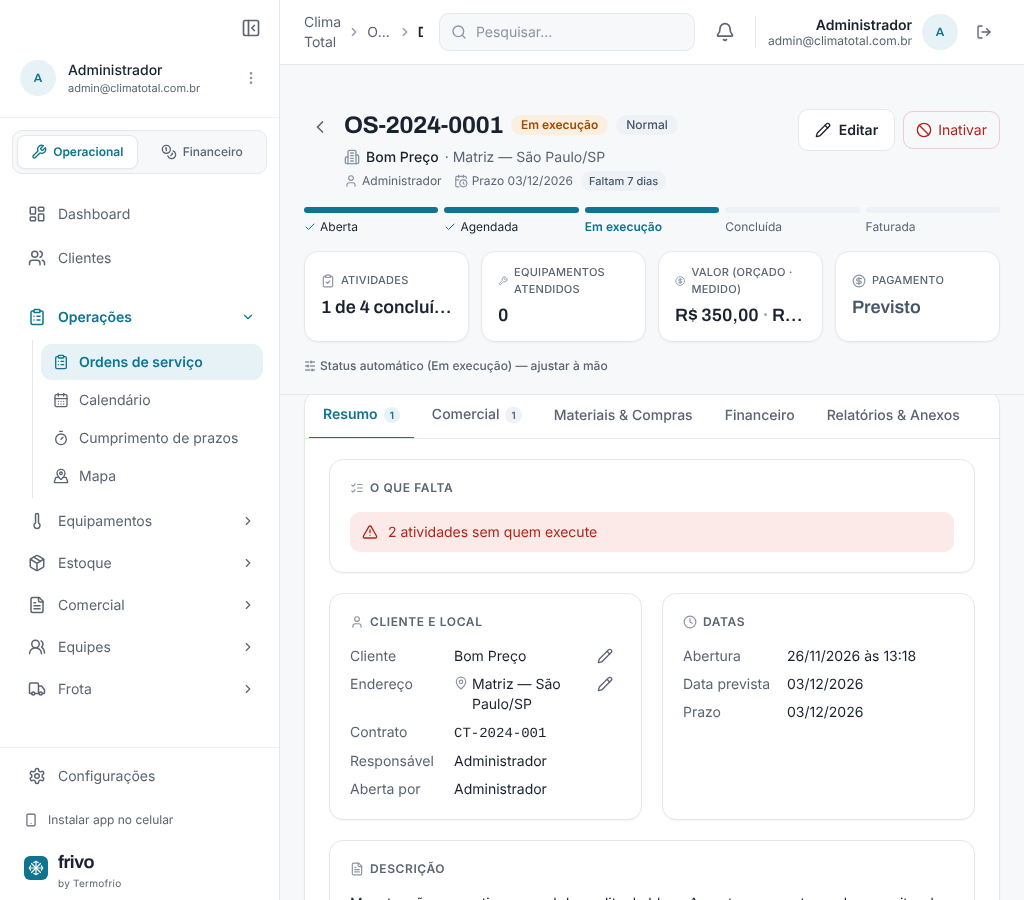 Administrador
admin@climatotal.com.br
Operacional
Financeiro
Dashboard
Clientes
Operações
Ordens de serviço
Calendário
Cumprimento de prazos
Mapa
Equipamentos
Estoque
Comercial
Equipes
Frota
Configurações
Instalar app no celular
frivo
by Termofrio
Clima
Total
O...
Pesquisar...
Administrador
admin@climatotal.com.br
A
A
OS-2024-0001
Em execução
Normal
Editar
Inativar
Bom Preço · Matriz — São Paulo/SP
Administrador
Prazo 03/12/2026
Faltam 7 dias
Aberta
Agendada
Em execução
Concluída
Faturada
ATIVIDADES
1 de 4 concluí...
EQUIPAMENTOS
ATENDIDOS
0
VALOR (ORÇADO ·
MEDIDO)
R$ 350,00 · R...
PAGAMENTO
Previsto
Status automático (Em execução) — ajustar à mão
Resumo 1
Comercial 1
Materiais & Compras
Financeiro
Relatórios & Anexos
O QUE FALTA
2 atividades sem quem execute
CLIENTE E LOCAL
Cliente
Bom Preço
Endereço
Matriz — São
Paulo/SP
Contrato
CT-2024-001
Responsável
Administrador
Aberta por
Administrador
DATAS
Abertura
26/11/2026 às 13:18
Data prevista
03/12/2026
Prazo
03/12/2026
DESCRIÇÃO